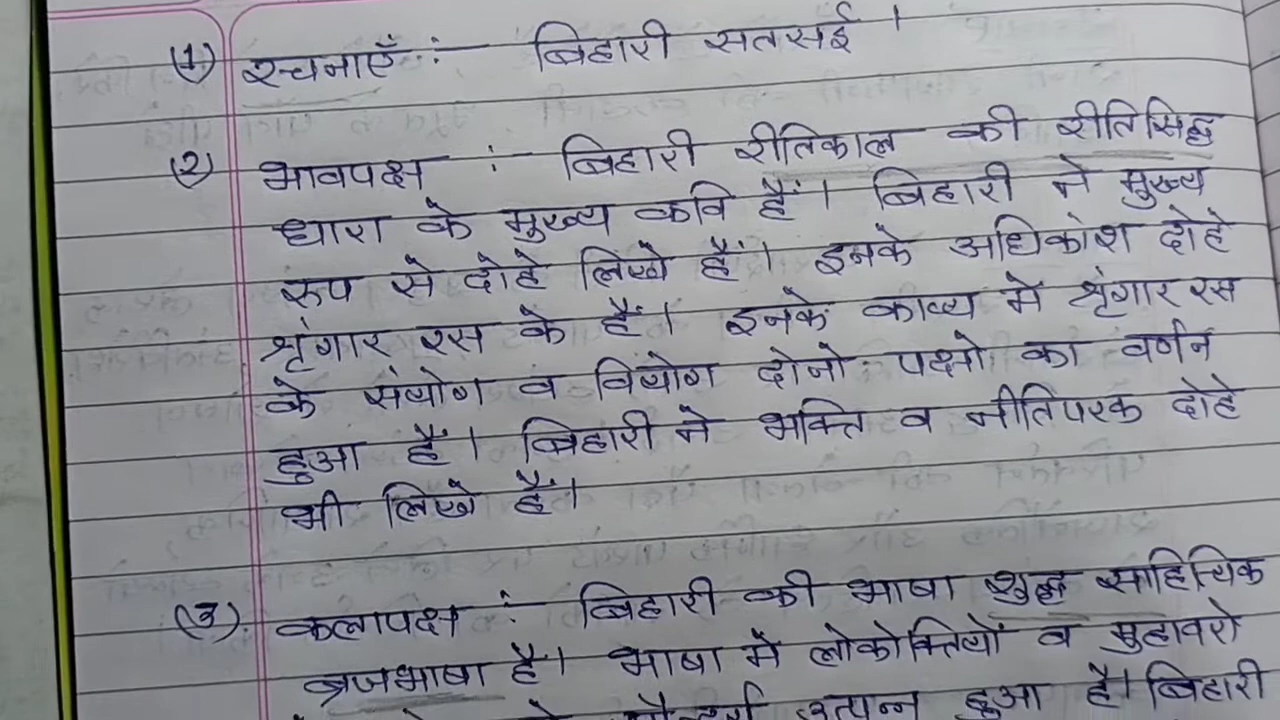 (1) रचनाएँ :- बिहारी सतसई ।
(2) भावपक्ष :- बिहारी रीतिकाल की रीतिसिद्ध
धारा के मुख्य कवि हैं। बिहारी ने मुख्य
रूप से दोहे लिखे हैं। इनके अधिकांश दोहे
शृंगार रस के हैं। इनके काव्य में शृंगार रस
के संयोग व वियोग दोनो पक्षो का वर्णन
हुआ है। बिहारी ने भक्ति व नीतिपरक दोहे
भी लिखे हैं।
(3) कलापक्ष :- बिहारी की भाषा शुद्ध साहित्यिक
ब्रजभाषा है। भाषा में लोकोक्तियों व मुहावरो
उत्पन्न हुआ है। बिहारी